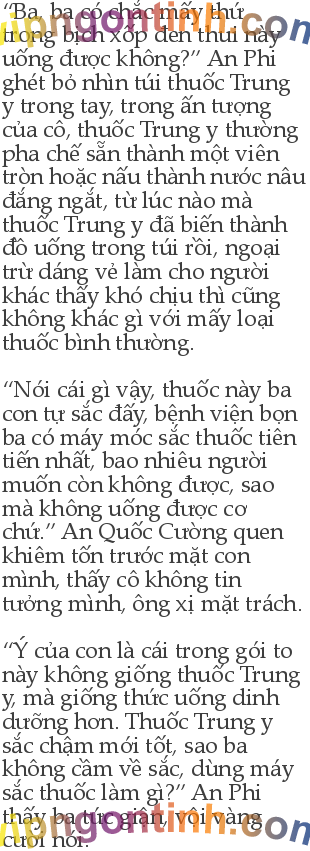 “Ba, ba có chắc mấy thứ
trong bịch xốp đen thui này
uống được không?” An Phi
ghét bỏ nhìn túi thuốc Trung
y trong tay, trong ấn tượng
của cô, thuốc Trung y thường
pha chế sẵn thành một viên
tròn hoặc nấu thành nước nâu
đắng ngắt, từ lúc nào mà
thuốc Trung y đã biến thành
đồ uống trong túi rồi, ngoại
trừ dáng vẻ làm cho người
khác thấy khó chịu thì cũng
không khác gì với mấy loại
thuốc bình thường.
“Nói cái gì vậy, thuốc này ba
con tự sắc đấy, bệnh viện bọn
ba có máy móc sắc thuốc tiên
tiến nhất, bao nhiêu người
muốn còn không được, sao
mà không uống được cơ
chứ.” An Quốc Cường quen
khiêm tốn trước mặt con
mình, thấy cô không tin
tưởng mình, ông xị mặt trách.
“Ý của con là cái trong gói to
này không giống thuốc Trung
y, mà giống thức uống dinh
dưỡng hơn. Thuốc Trung y
sắc chậm mới tốt, sao ba
không cầm về sắc, dùng máy
sắc thuốc làm gì?” An Phi
thấy ba tức giận, vội vàng
cười nói:
vipngontinh.com
vipngontinh.com